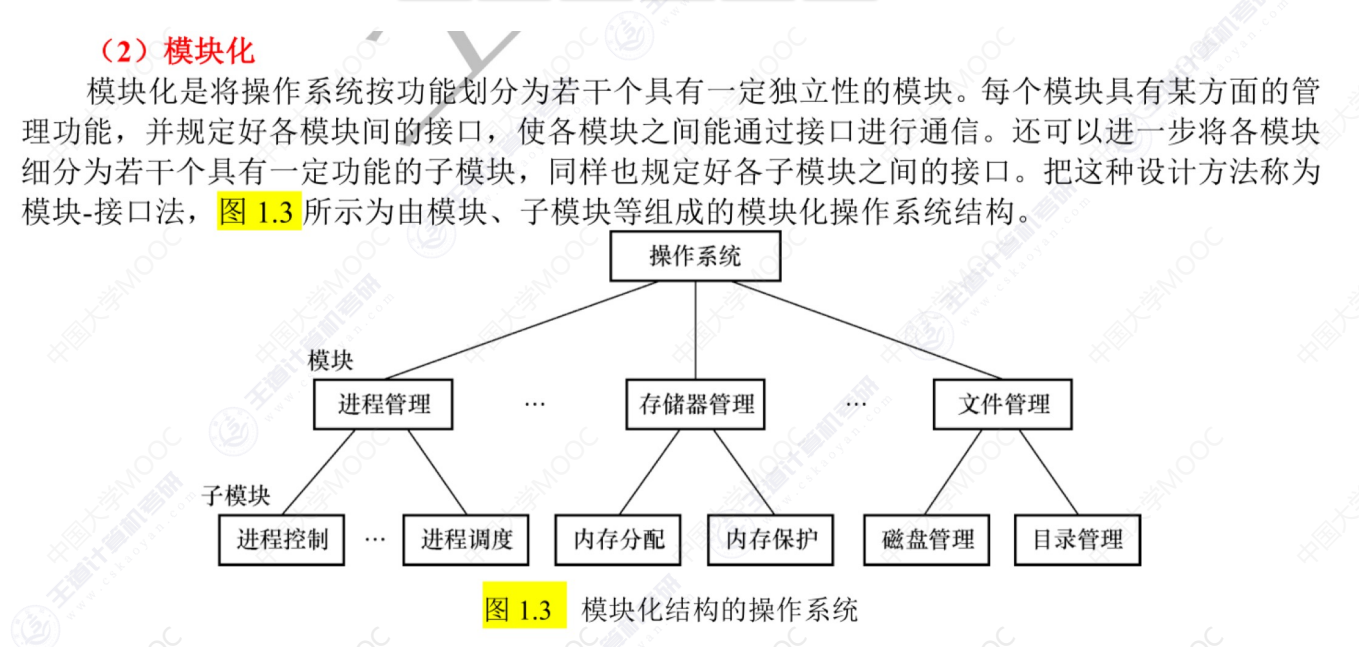 （2）模块化
模块化是将操作系统按功能划分为若干个具有一定独立性的模块。每个模块具有某方面的管
理功能，并规定好各模块间的接口，使各模块之间能通过接口进行通信。还可以进一步将各模块
细分为若干个具有一定功能的子模块，同样也规定好各子模块之间的接口。把这种设计方法称为
模块-接口法，图 1.3 所示为由模块、子模块等组成的模块化操作系统结构。
操作系统
模块
进程管理 … 存储器管理 … 文件管理
子模块
进程控制 … 进程调度 内存分配 内存保护 磁盘管理 目录管理
图 1.3 模块化结构的操作系统
中国大学MOOC
王道计算机考研
www.cskaoyan.com